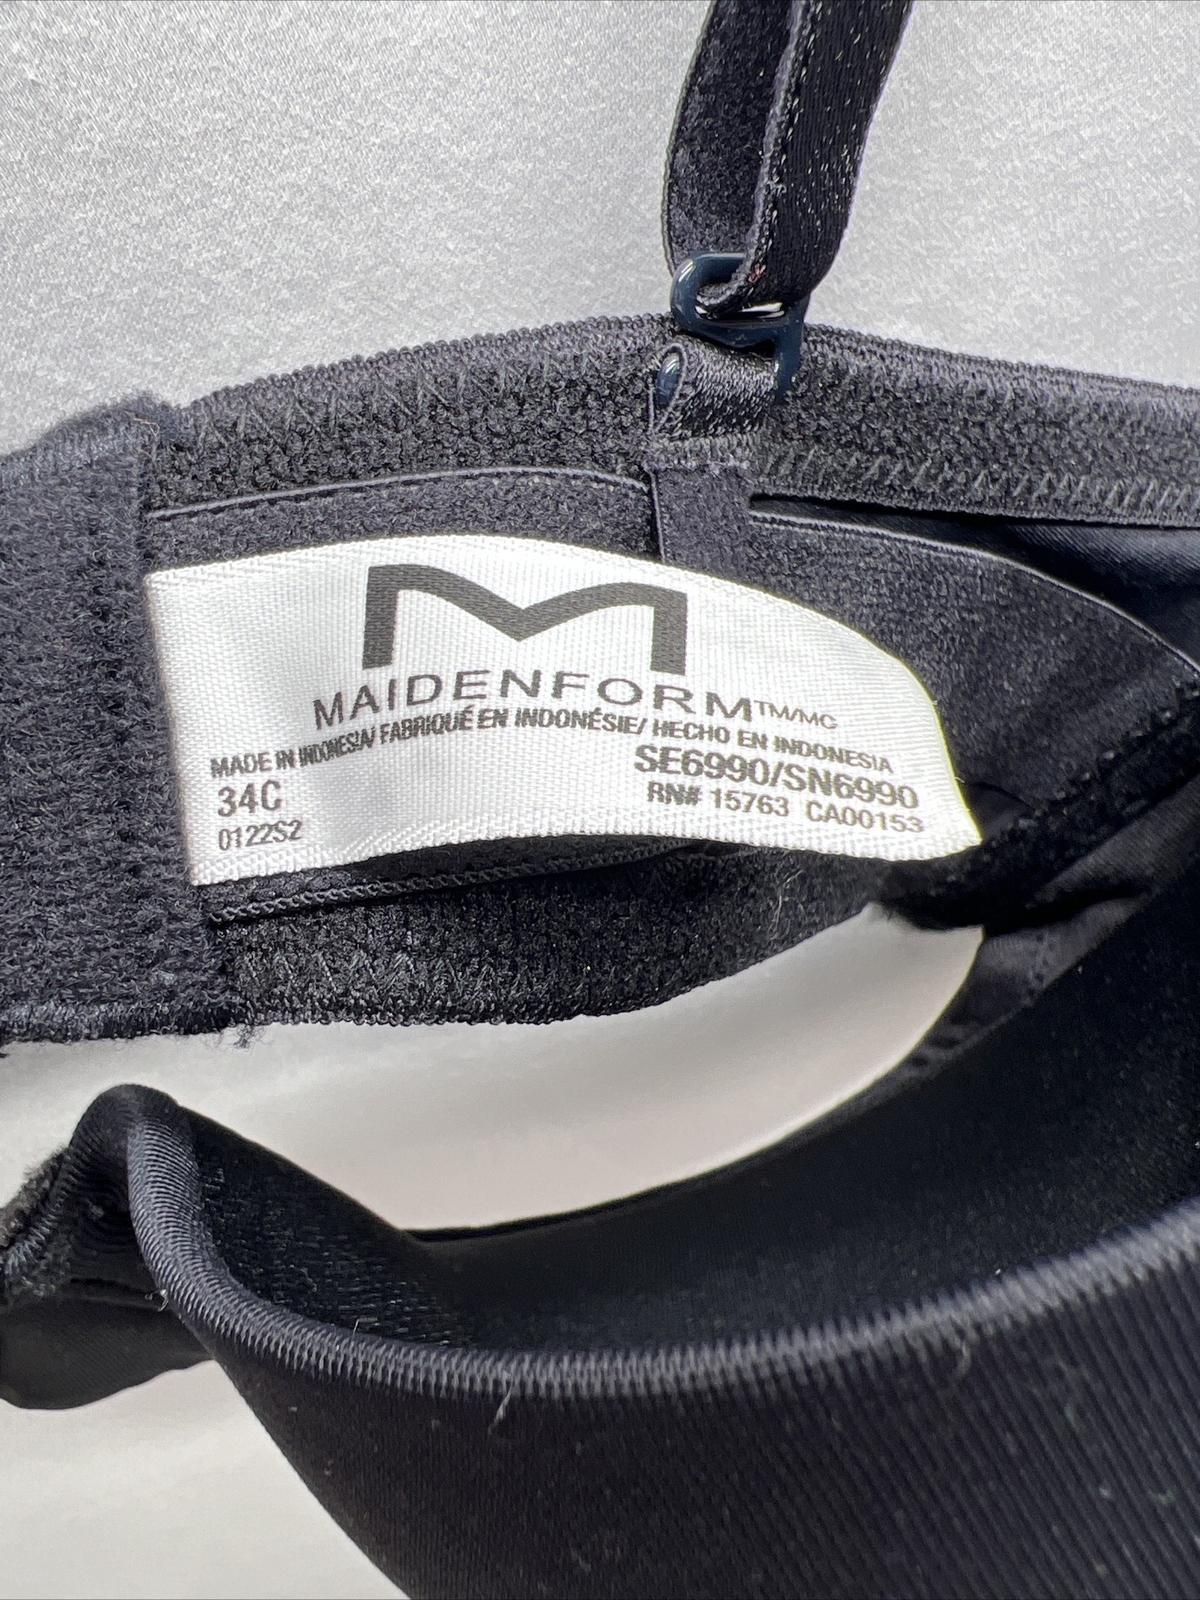 M
MAIDENFORM™/MC
MADE IN INDONESIA/ FABRIQUÉ EN INDONÉSIE/ HECHO EN INDONESIA
34C
SE6990/SN6990
0122S2
RN# 15763 CA00153